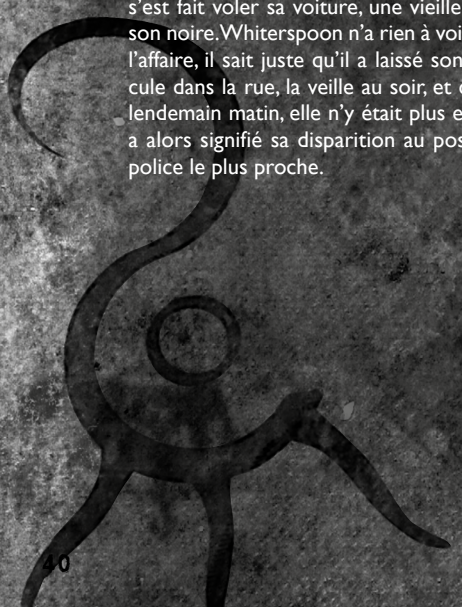 s’est fait voler sa voiture, une vieille
son noire.Whiterspoon n’a rien à voi
l’affaire, il sait juste qu’il a laissé son
cule dans la rue, la veille au soir, et
lendemain matin, elle n’y était plus e
a alors signifié sa disparition au pos
police le plus proche.
40